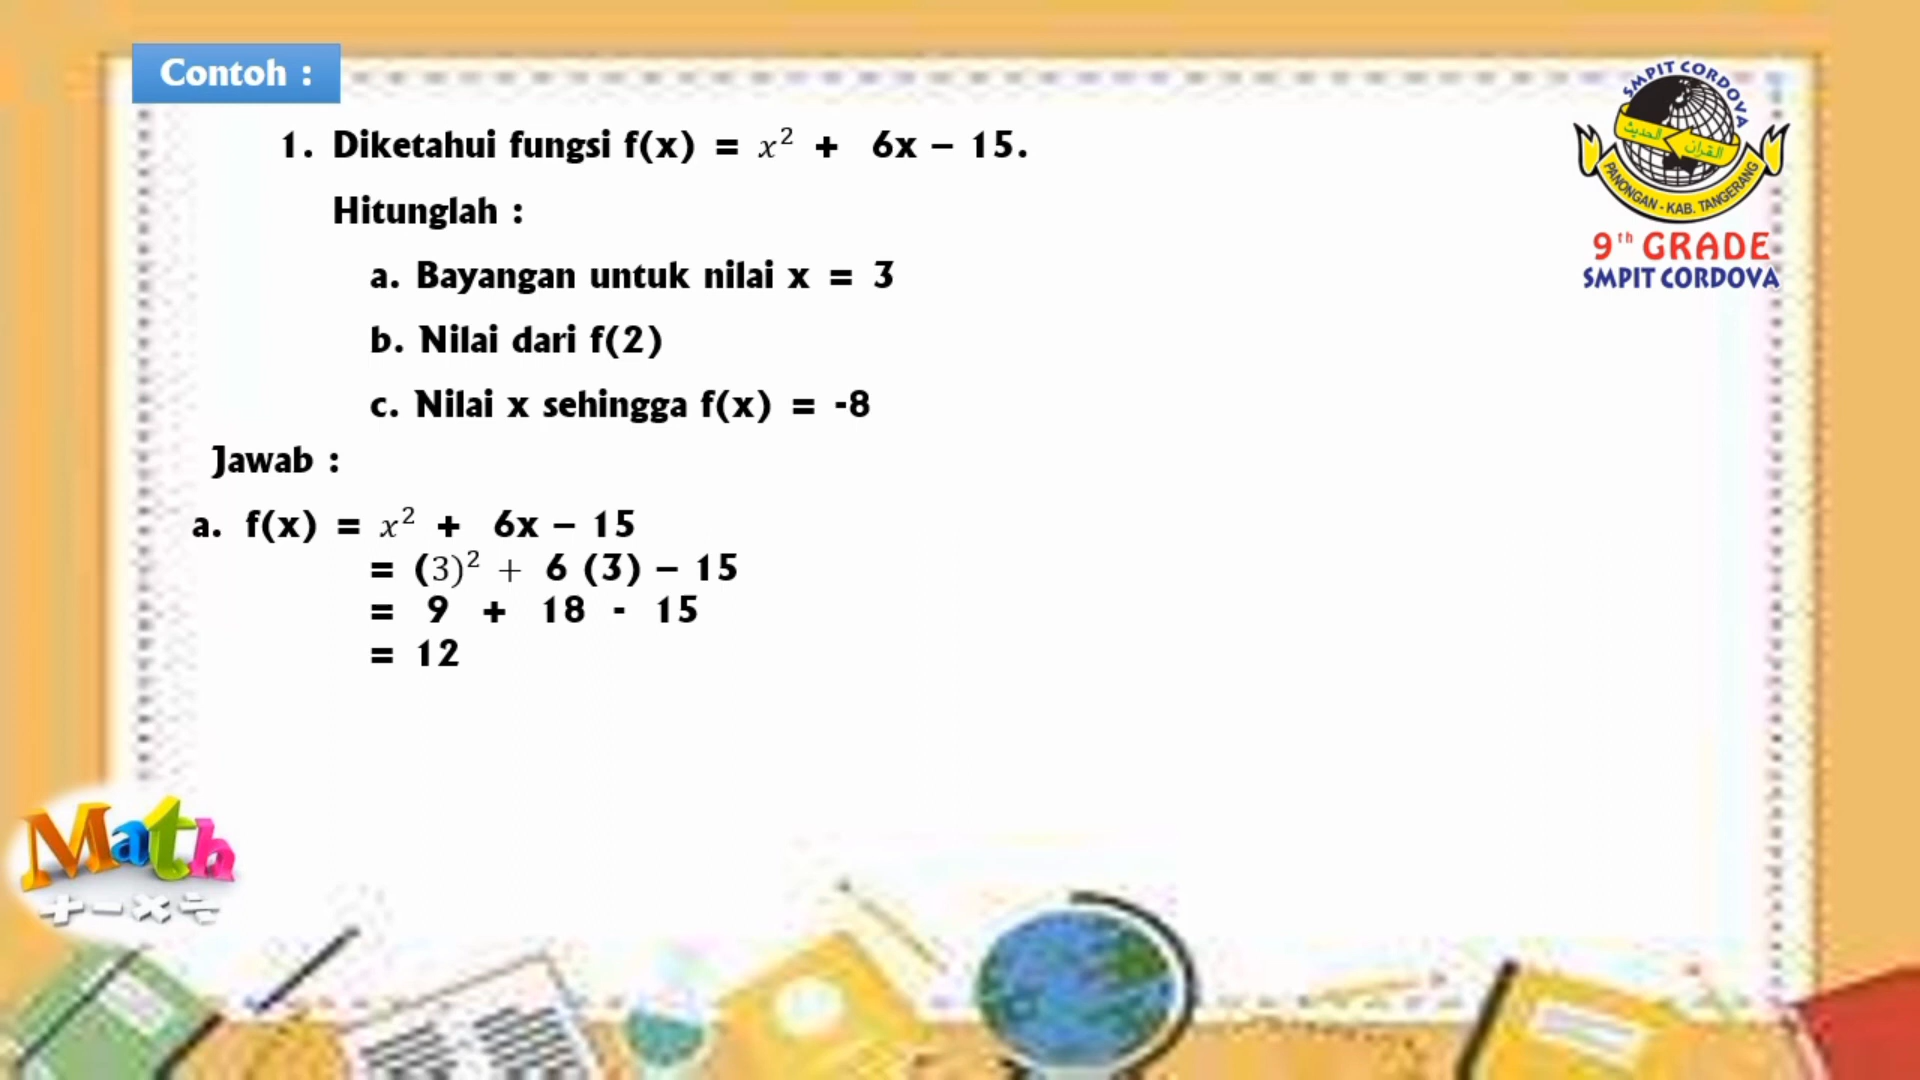 Contoh :
1. Diketahui fungsi f(x) = x² + 6x – 15.
Hitunglah :
a. Bayangan untuk nilai x = 3
b. Nilai dari f(2)
c. Nilai x sehingga f(x) = -8
Jawab :
a. f(x) = x² + 6x – 15
= (3)² + 6 (3) – 15
= 9 + 18 - 15
= 12
SMPIT CORDOVA
الحديث
القرآن
PANONGAN - KAB. TANGERANG
9th GRADE
SMPIT CORDOVA
Math
+ − × ÷